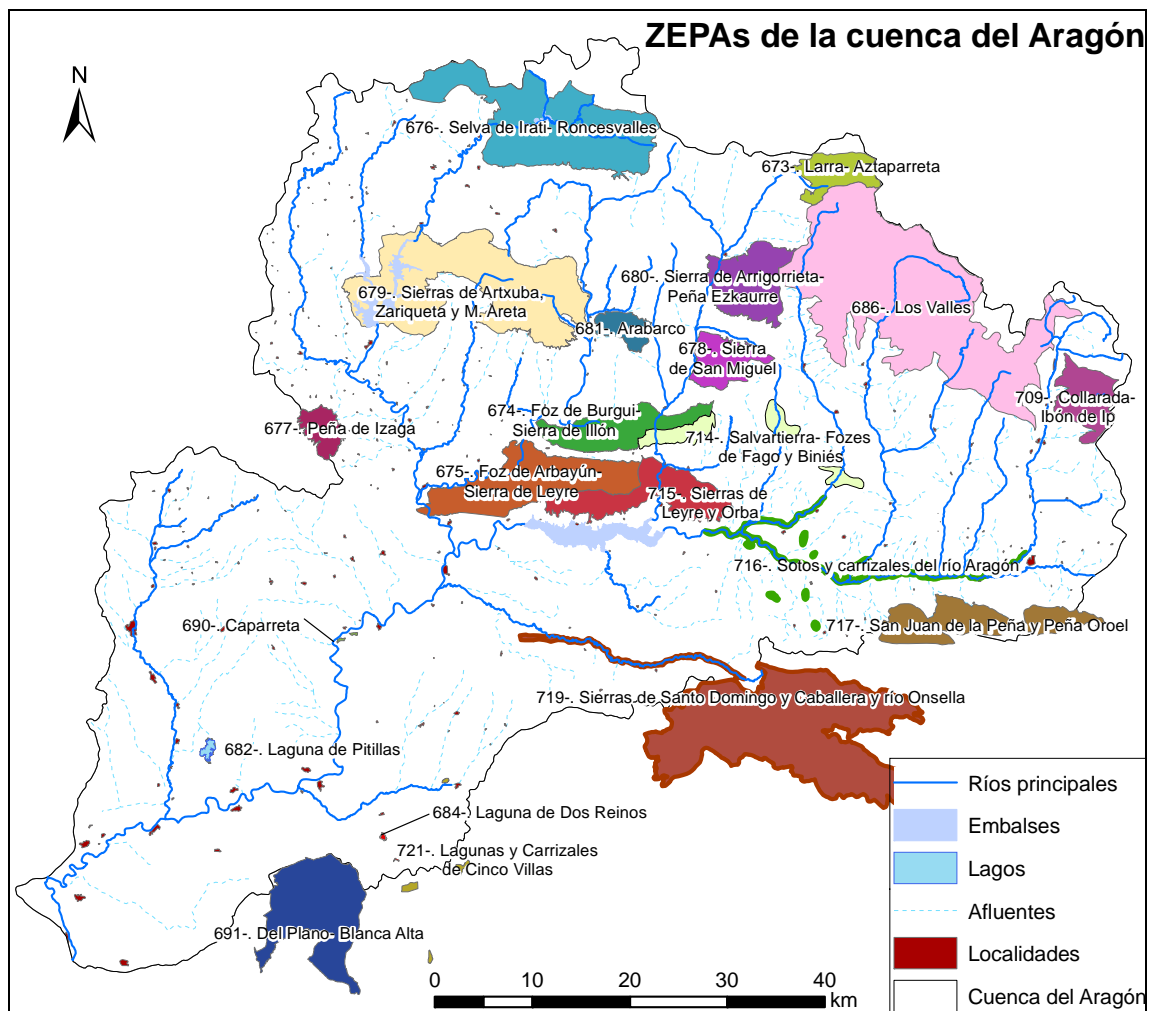 ZEPAs de la cuenca del Aragón
N
676-. Selva de Irati- Roncesvalles
673-. Larra- Aztaparreta
680-. Sierra de Arrigorrieta-
Peña Ezkaurre
679-. Sierras de Artxuba,
Zariqueta y M. Areta
686-. Los Valles
681-. Arabarco
678-. Sierra
de San Miguel
709-. Collarada-
Ibón de Ip
674-. Foz de Burgui-
Sierra de Illón
677-. Peña de Izaga
714-. Salvartierra- Fozes
de Fago y Biniés
675-. Foz de Arbayún-
Sierra de Leyre
715-. Sierras de
Leyre y Orba
716-. Sotos y carrizales del río Aragón
690-. Caparreta
717-. San Juan de la Peña y Peña Oroel
719-. Sierras de Santo Domingo y Caballera y río Onsella
682-. Laguna de Pitillas
684-. Laguna de Dos Reinos
721-. Lagunas y Carrizales
de Cinco Villas
691-. Del Plano- Blanca Alta
Ríos principales
Embalses
Lagos
Afluentes
Localidades
Cuenca del Aragón
0 10 20 30 40
km